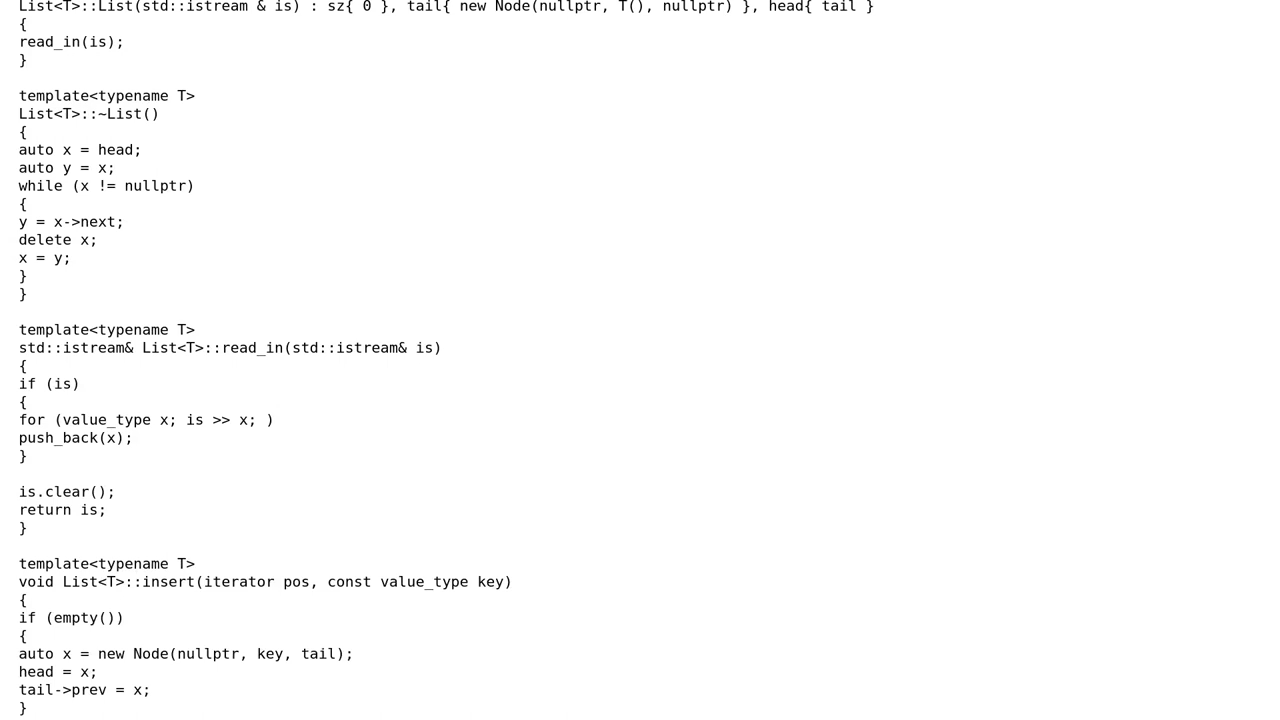 List<T>::List(std::istream & is) : sz{ 0 }, tail{ new Node(nullptr, T(), nullptr) }, head{ tail }
{
read_in(is);
}
template<typename T>
List<T>::~List()
{
auto x = head;
auto y = x;
while (x != nullptr)
{
y = x->next;
delete x;
x = y;
}
}
template<typename T>
std::istream& List<T>::read_in(std::istream& is)
{
if (is)
{
for (value_type x; is >> x; )
push_back(x);
}
is.clear();
return is;
}
template<typename T>
void List<T>::insert(iterator pos, const value_type key)
{
if (empty())
{
auto x = new Node(nullptr, key, tail);
head = x;
tail->prev = x;
}